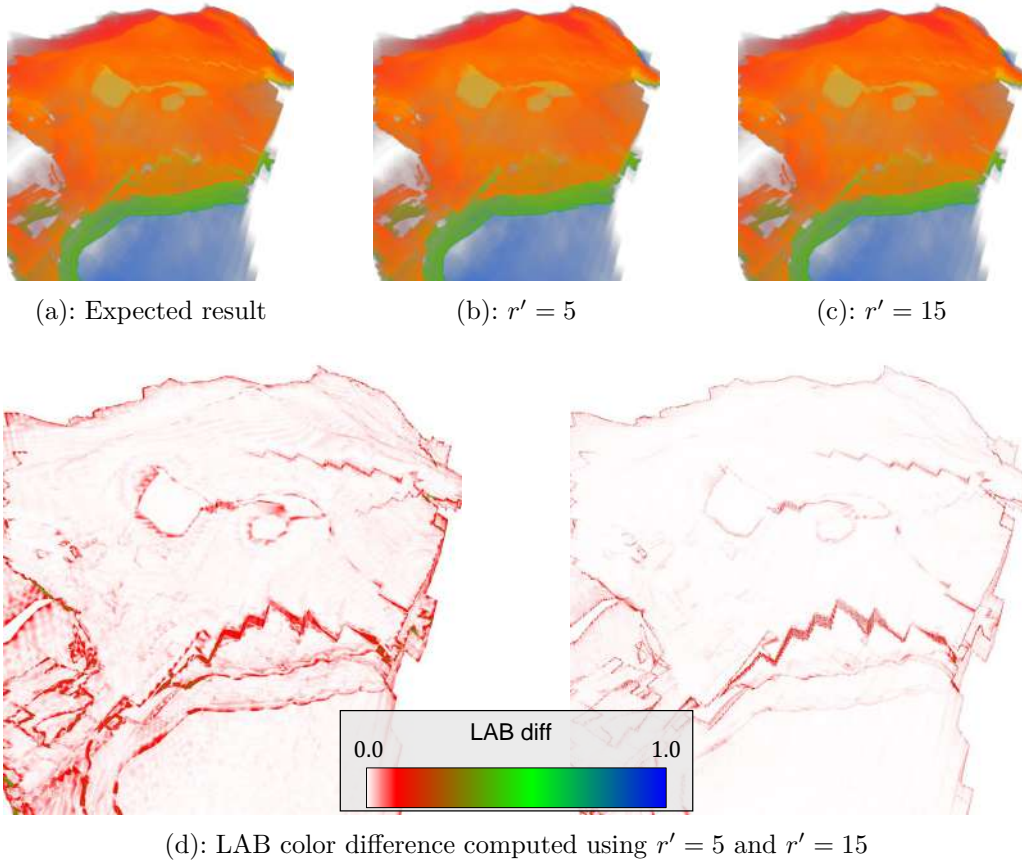 (a): Expected result
(b): r′ = 5
(c): r′ = 15
LAB diff
0.0
1.0
(d): LAB color difference computed using r′ = 5 and r′ = 15